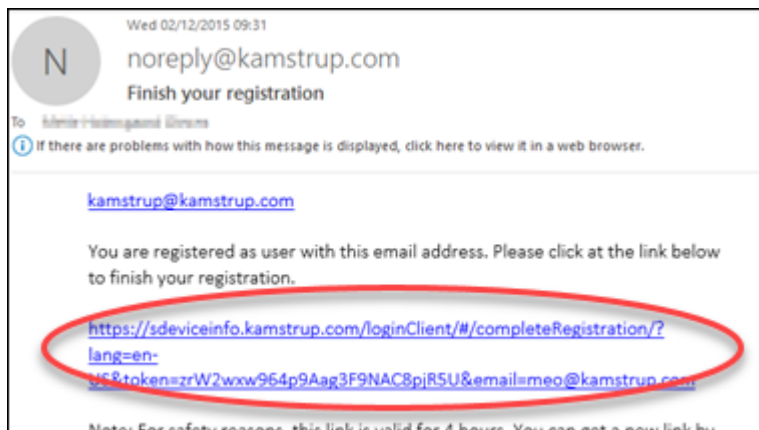 Wed 02/12/2015 09:31
N
noreply@kamstrup.com
Finish your registration
To
If there are problems with how this message is displayed, click here to view it in a web browser.
kamstrup@kamstrup.com
You are registered as user with this email address. Please click at the link below
to finish your registration.
https://sdeviceinfo.kamstrup.com/loginClient/#/completeRegistration/?
lang=en-
US&token=zrW2wxw964p9Aag3F9NAC8pjR5U&email=meo@kamstrup.com
Note: For safety reasons, this link is valid for 4 hours. You can get a new link by